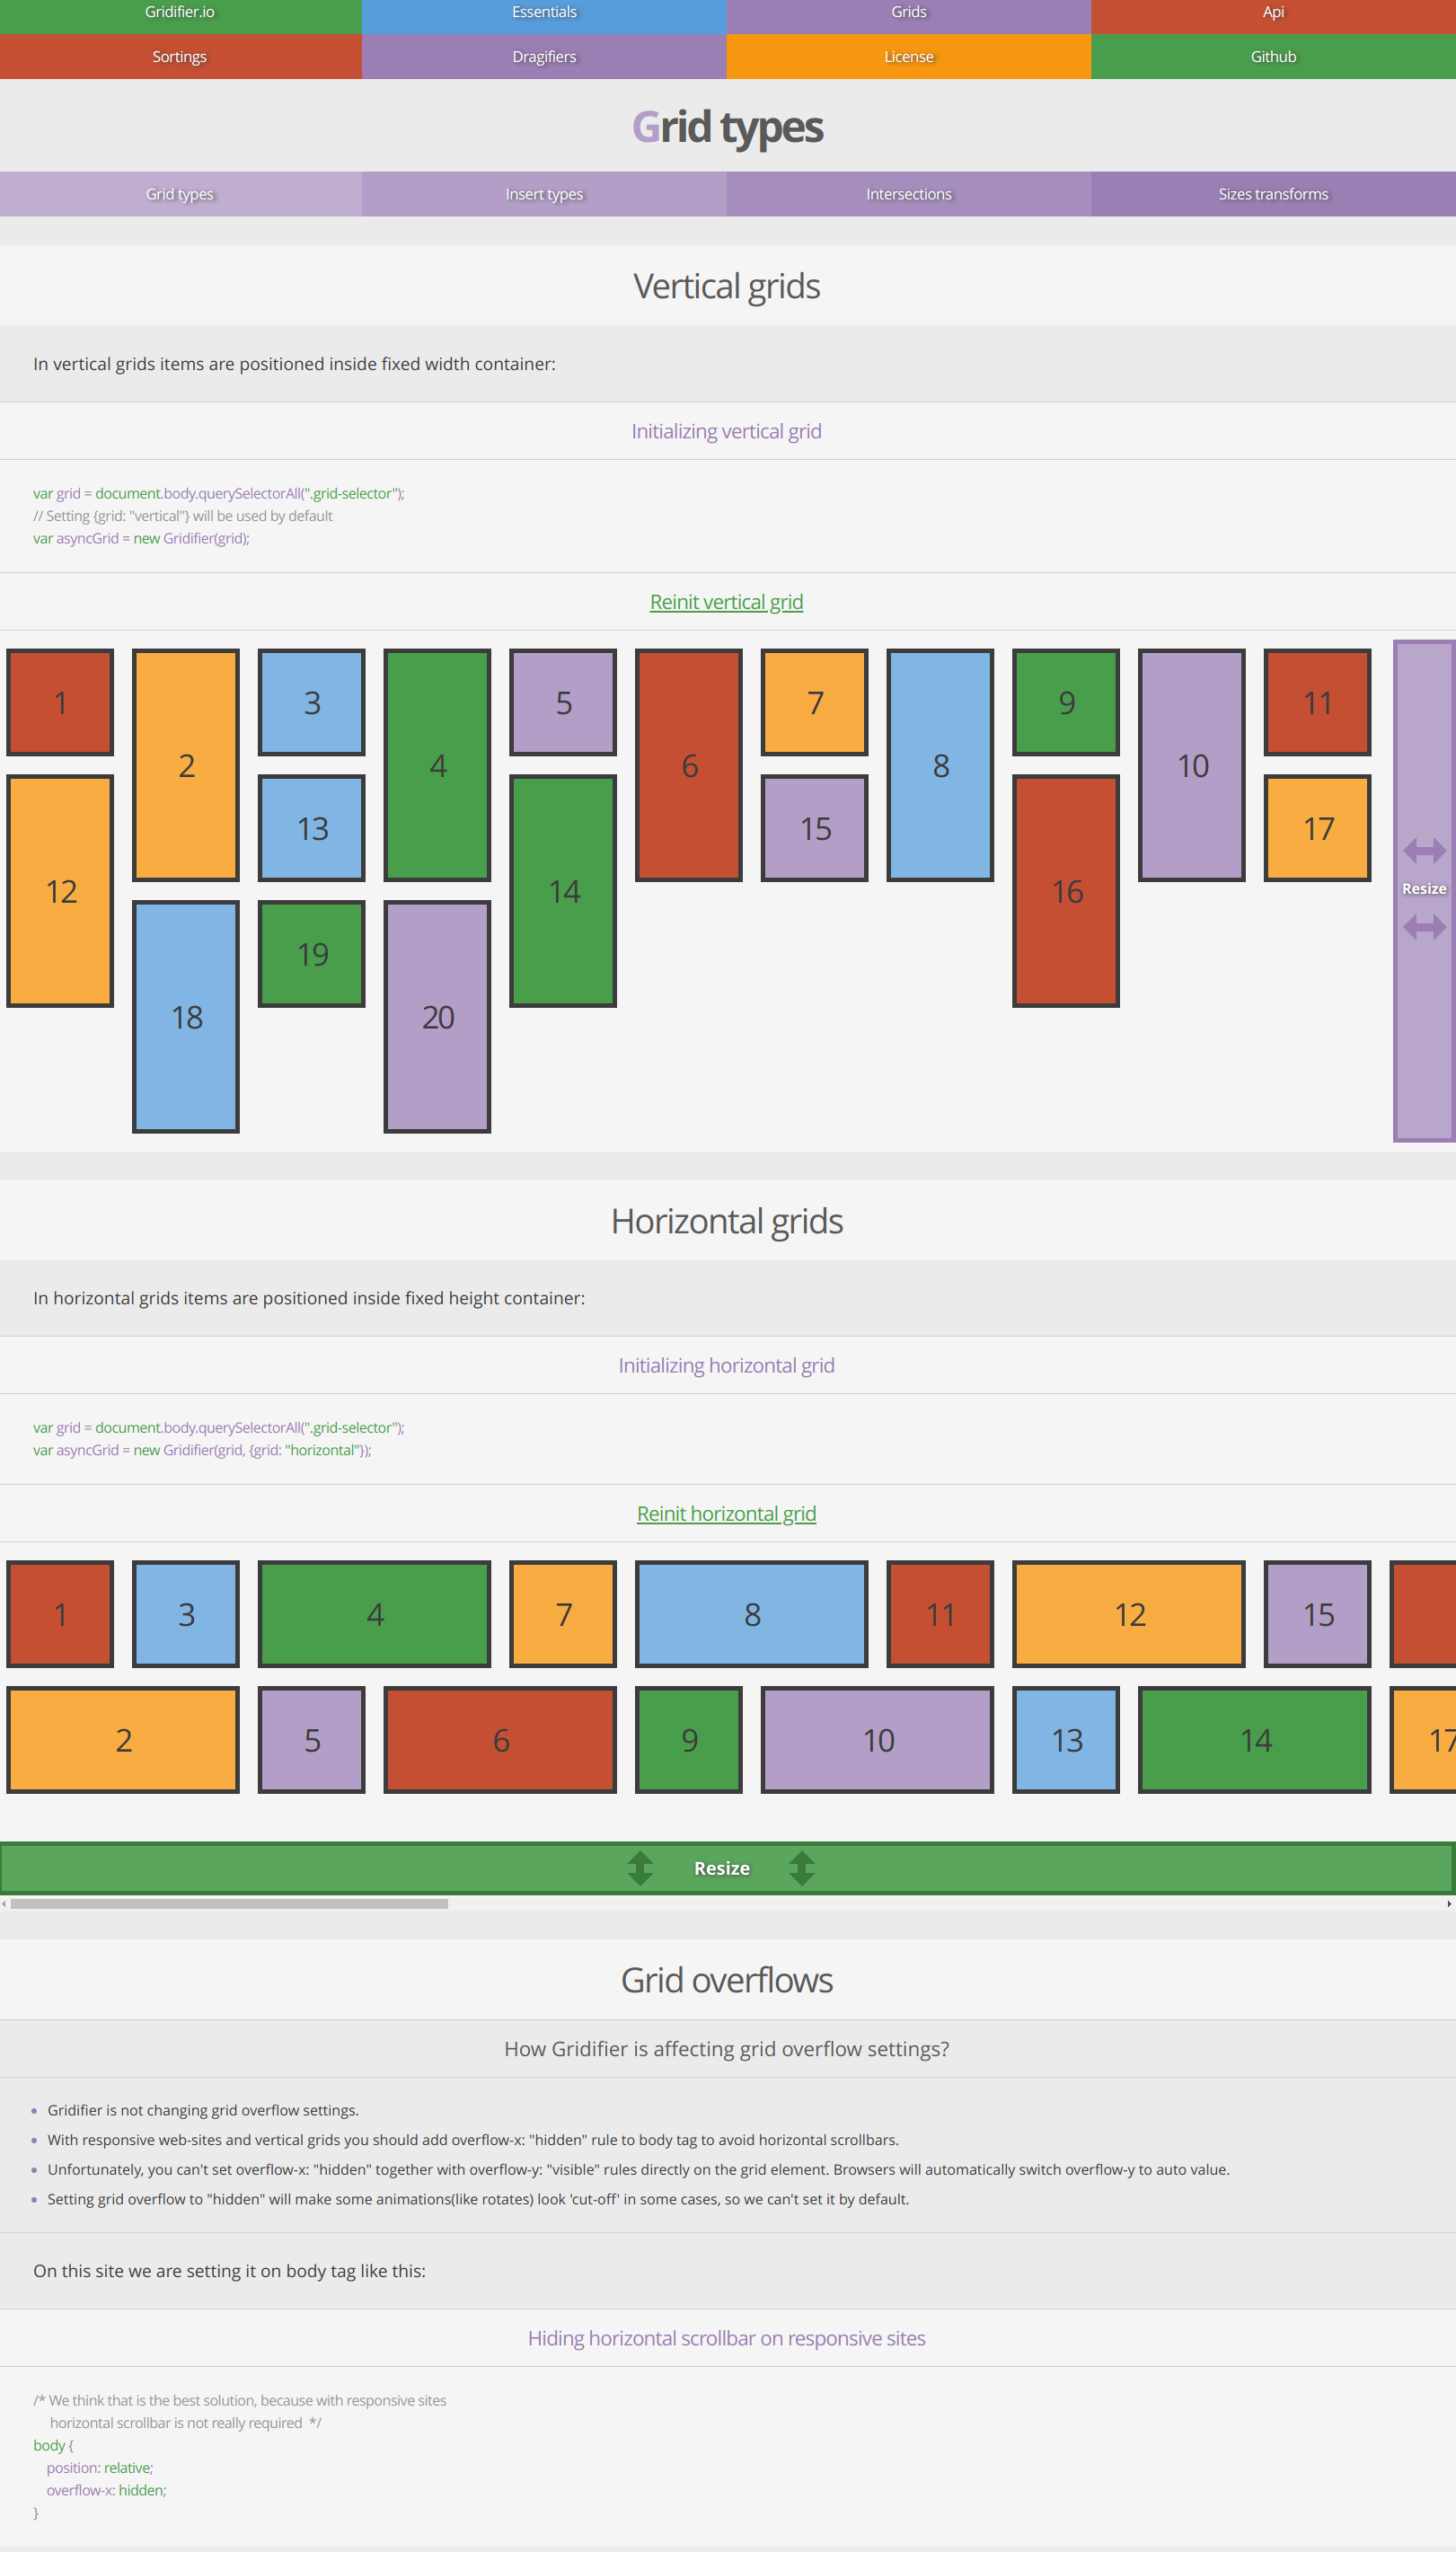 Gridifier.io
Essentials
Grids
Api
Sortings
Dragifiers
License
Github
Grid types
Grid types
Insert types
Intersections
Sizes transforms
Vertical grids
In vertical grids items are positioned inside fixed width container:
Initializing vertical grid
var grid = document.body.querySelectorAll(".grid-selector");
// Setting {grid: "vertical"} will be used by default
var asyncGrid = new Gridifier(grid);
Reinit vertical grid
1
2
3
4
5
6
7
8
9
10
11
12
13
14
15
16
17
18
19
20
Resize
Horizontal grids
In horizontal grids items are positioned inside fixed height container:
Initializing horizontal grid
var grid = document.body.querySelectorAll(".grid-selector");
var asyncGrid = new Gridifier(grid, {grid: "horizontal"});
Reinit horizontal grid
1
3
4
7
8
11
12
15
2
5
6
9
10
13
14
17
Resize
Grid overflows
How Gridifier is affecting grid overflow settings?
Gridifier is not changing grid overflow settings.
With responsive web-sites and vertical grids you should add overflow-x: "hidden" rule to body tag to avoid horizontal scrollbars.
Unfortunately, you can't set overflow-x: "hidden" together with overflow-y: "visible" rules directly on the grid element. Browsers will automatically switch overflow-y to auto value.
Setting grid overflow to "hidden" will make some animations(like rotates) look 'cut-off' in some cases, so we can't set it by default.
On this site we are setting it on body tag like this:
Hiding horizontal scrollbar on responsive sites
/* We think that is the best solution, because with responsive sites
horizontal scrollbar is not really required */
body {
position: relative;
overflow-x: hidden;
}